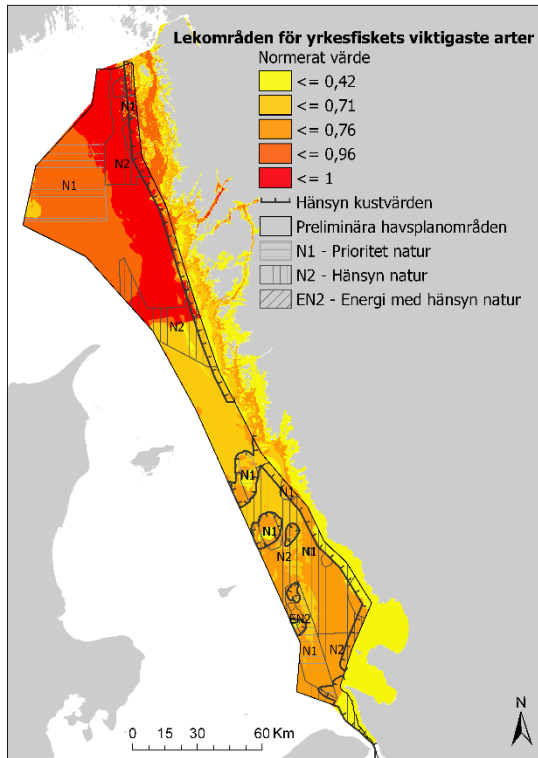 Lekområden för yrkesfiskets viktigaste arter
Normerat värde
<= 0,42
<= 0,71
<= 0,76
<= 0,96
<= 1
Hänsyn kustvärden
Preliminära havsplanområden
N1 - Prioritet natur
N2 - Hänsyn natur
EN2 - Energi med hänsyn natur
N1
N2
N1
N2
N1
N1
N1
N2
N1
EN2
N1
N2
N
0 15 30 60 Km